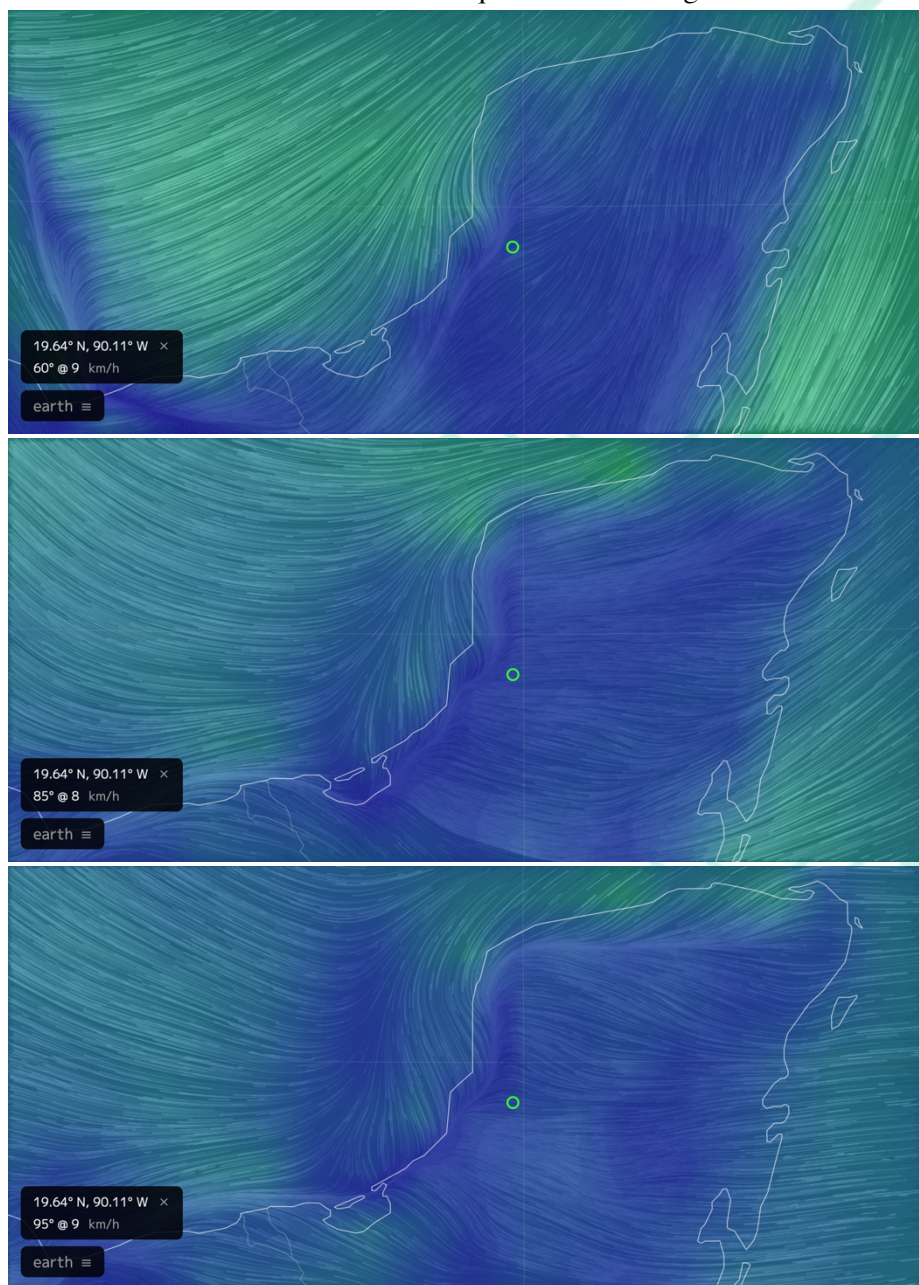 19.64° N, 90.11° W ×
60° @ 9 km/h
earth ≡
19.64° N, 90.11° W ×
85° @ 8 km/h
earth ≡
19.64° N, 90.11° W ×
95° @ 9 km/h
earth ≡